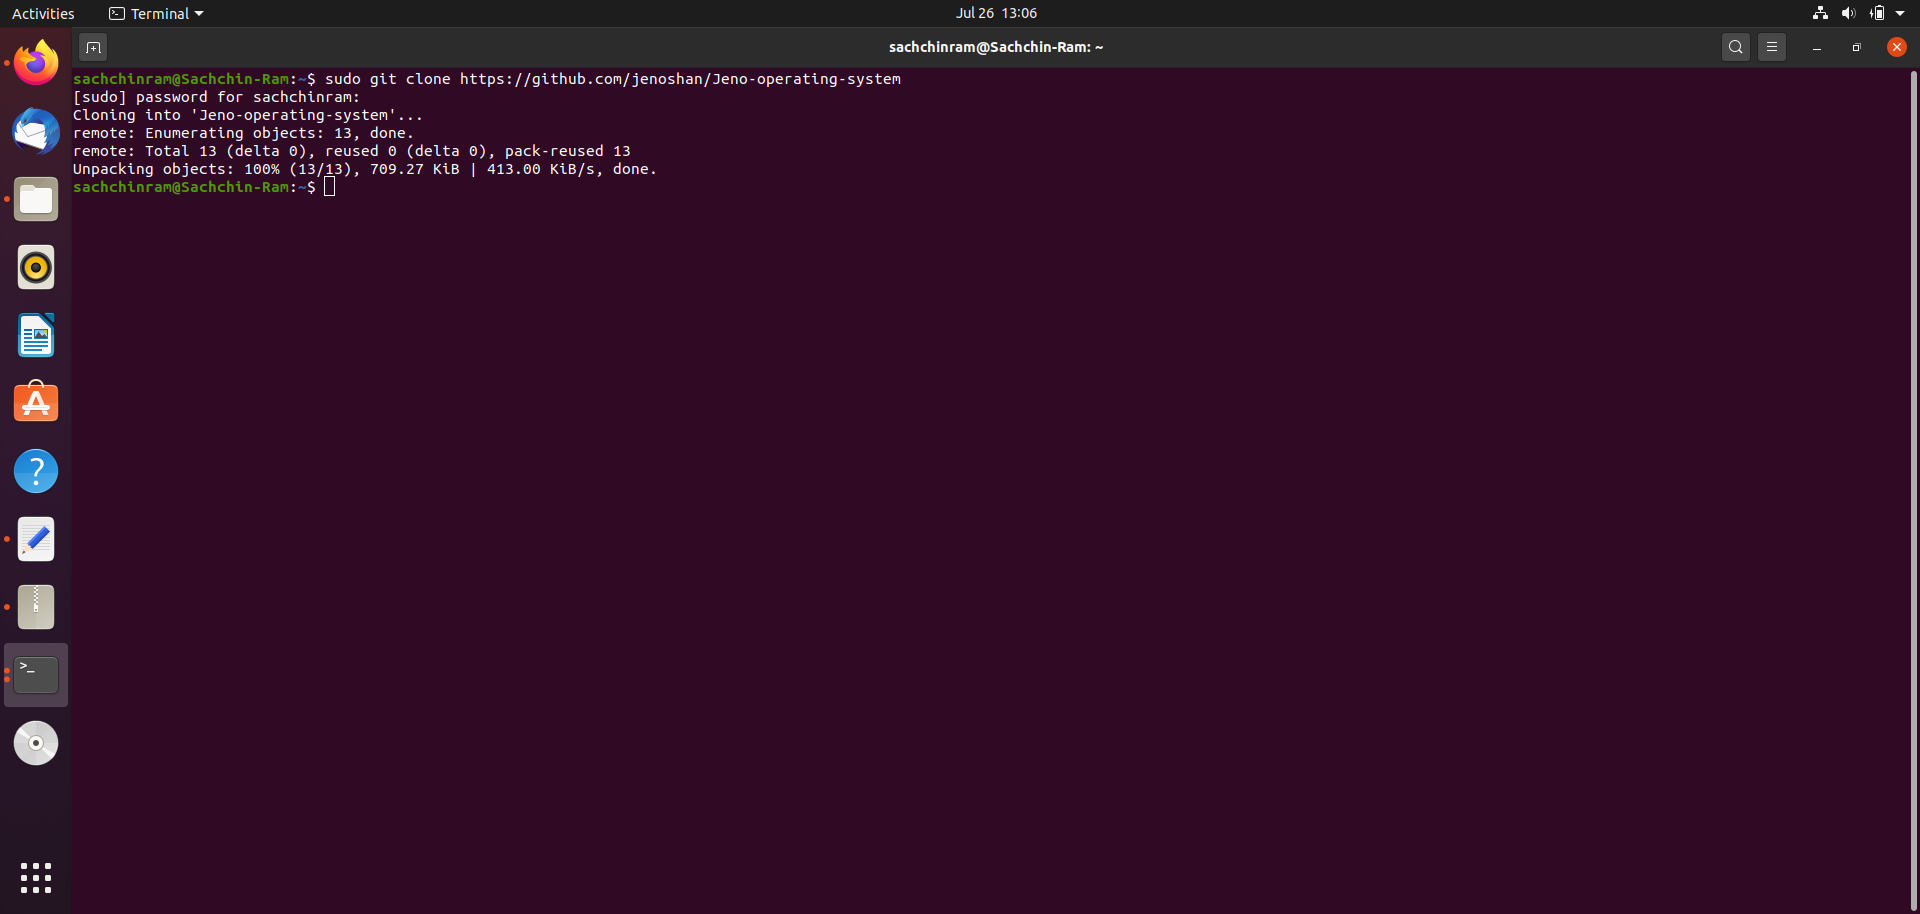 Activities
Terminal
Jul 26 13:06
sachchinram@Sachchin-Ram: ~
sachchinram@Sachchin-Ram:~$ sudo git clone https://github.com/jenoshan/Jeno-operating-system
[sudo] password for sachchinram:
Cloning into 'Jeno-operating-system'...
remote: Enumerating objects: 13, done.
remote: Total 13 (delta 0), reused 0 (delta 0), pack-reused 13
Unpacking objects: 100% (13/13), 709.27 KiB | 413.00 KiB/s, done.
sachchinram@Sachchin-Ram:~$